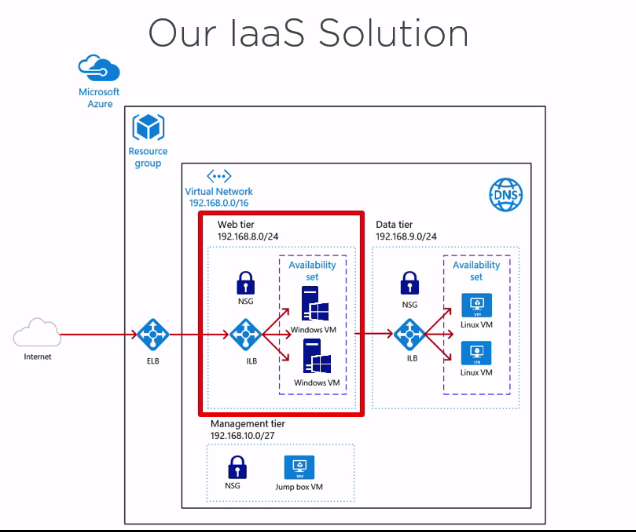 Our IaaS Solution
Microsoft
Azure
Resource
group
Virtual Network
192.168.0.0/16
DNS
Web tier
192.168.8.0/24
Data tier
192.168.9.0/24
Availability
set
Availability
set
NSG
NSG
Windows VM
Linux VM
Internet
ELB
ILB
ILB
Windows VM
Linux VM
Management tier
192.168.10.0/27
NSG
Jump box VM